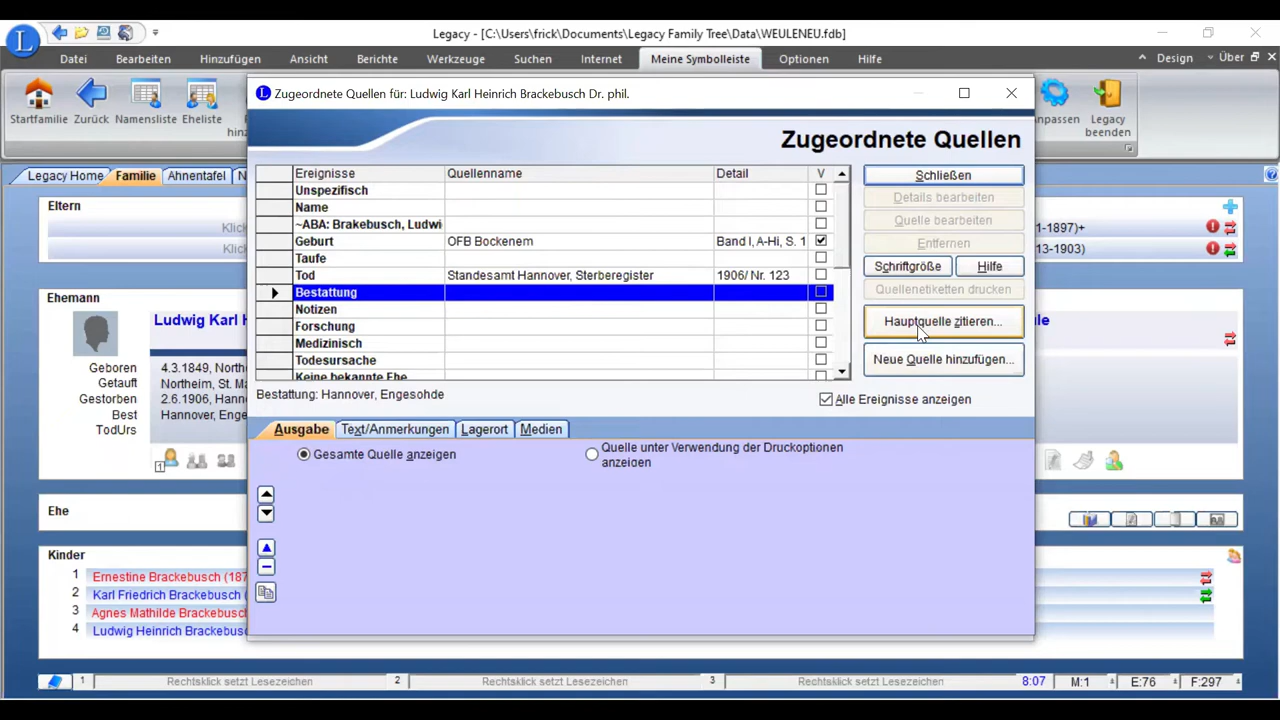 L
Legacy - [C:\Users\frick\Documents\Legacy Family Tree\Data\WEULENEU.fdb]
Datei Bearbeiten Hinzufügen Ansicht Berichte Werkzeuge Suchen Internet Meine Symbolleiste Optionen Hilfe Design Über
Startfamilie Zurück Namensliste Eheliste
Legacy
beenden
Legacy Home Familie Ahnentafel
Zugeordnete Quellen für: Ludwig Karl Heinrich Brackebusch Dr. phil.
Zugeordnete Quellen
Ereignisse Quellenname Detail V
Unspezifisch
Name
~ABA: Brakebusch, Ludwi
Geburt OFB Bockenem Band I, A-Hi, S. 1
Taufe
Tod Standesamt Hannover, Sterberegister 1906/ Nr. 123
Bestattung
Notizen
Forschung
Medizinisch
Todesursache
Keine bekannte Ehe
Bestattung: Hannover, Engesohde
Schließen
Details bearbeiten
Quelle bearbeiten
Entfernen
Schriftgröße Hilfe
Quellenetiketten drucken
Hauptquelle zitieren...
Neue Quelle hinzufügen...
Alle Ereignisse anzeigen
Ausgabe Text/Anmerkungen Lagerort Medien
Gesamte Quelle anzeigen
Quelle unter Verwendung der Druckoptionen
anzeigen
Eltern
-1897)+
13-1903)
Ehemann
Ludwig Karl H
Geboren 4.3.1849, Northei
Getauft Northeim, St. M
Gestorben 2.6.1906, Hann
Best Hannover, Enge
TodUrs
1
Ehe
Kinder
1 Ernestine Brackebusch (187
2 Karl Friedrich Brackebusch (
3 Agnes Mathilde Brackebusch
4 Ludwig Heinrich Brackebusc
1 Rechtsklick setzt Lesezeichen 2 Rechtsklick setzt Lesezeichen 3 Rechtsklick setzt Lesezeichen 8:07 M:1 E:76 F:297